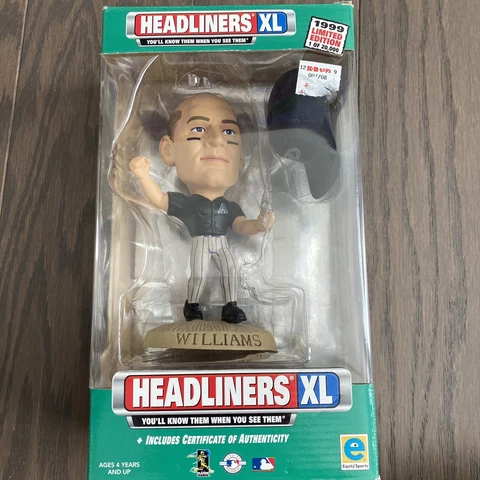 HEADLINERS® XL
YOU'LL KNOW THEM WHEN YOU SEE THEM®
1999
LIMITED
EDITION
1 OF 20,000
A
WILLIAMS
HEADLINERS® XL
YOU'LL KNOW THEM WHEN YOU SEE THEM®
♦ INCLUDES CERTIFICATE OF AUTHENTICITY
AGES 4 YEARS
AND UP
e
Equity Sports